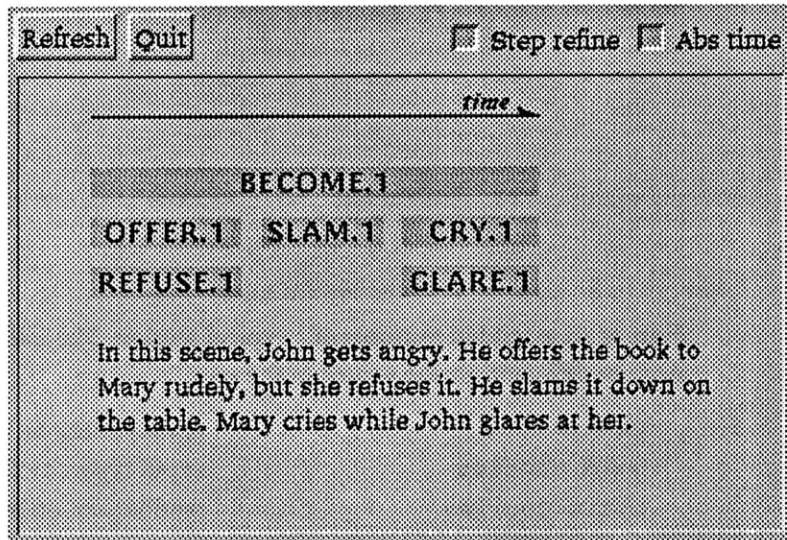 Refresh Quit Step refine Abs time
time
BECOME.1
OFFER.1 SLAM.1 CRY.1
REFUSE.1 GLARE.1
In this scene, John gets angry. He offers the book to
Mary rudely, but she refuses it. He slams it down on
the table. Mary cries while John glares at her.